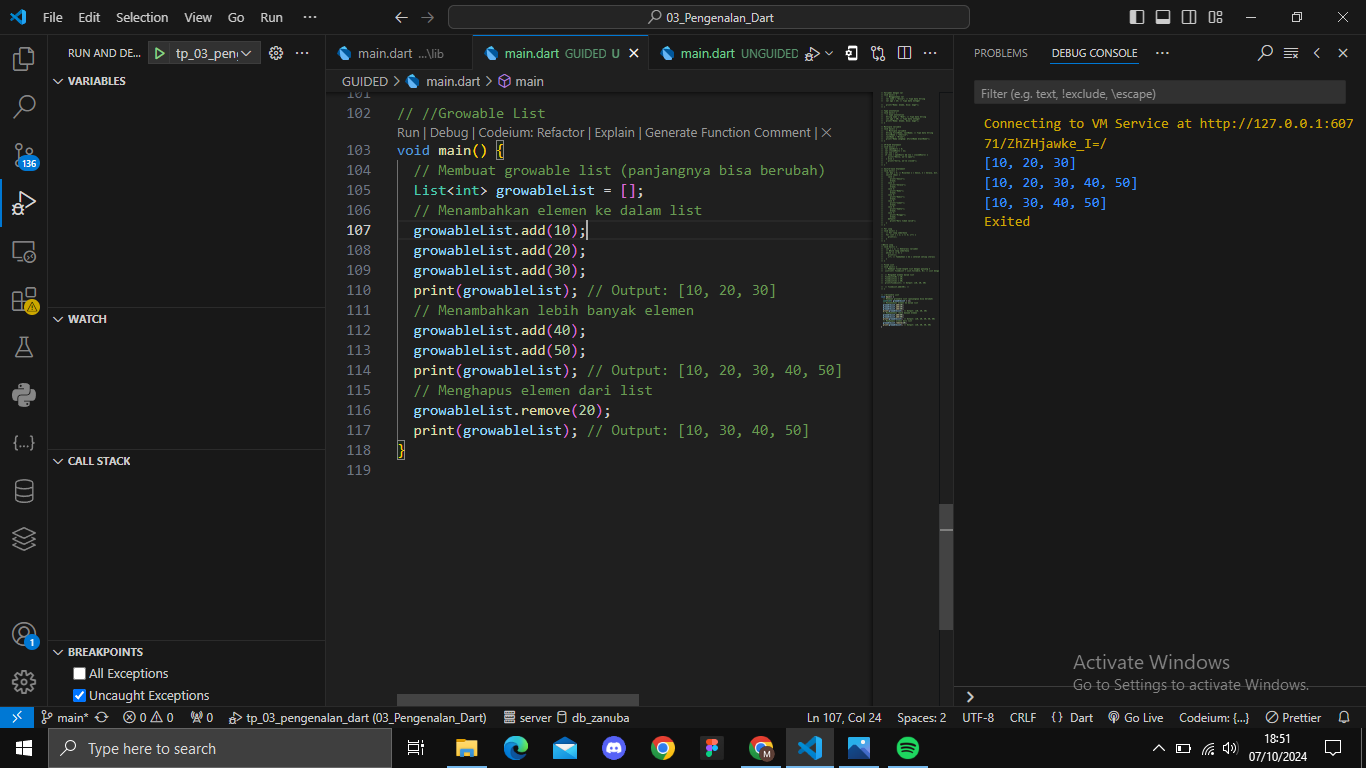 File Edit Selection View Go Run ···
03_Pengenalan_Dart
RUN AND DE... tp_03_peng ···
VARIABLES
WATCH
CALL STACK
BREAKPOINTS
All Exceptions
Uncaught Exceptions
136
1
main.dart ...\lib
main.dart GUIDED U
main.dart UNGUIDED
GUIDED > main.dart > main
101
102 // //Growable List
Run | Debug | Codeium: Refactor | Explain | Generate Function Comment | ×
103 void main() {
104 // Membuat growable list (panjangnya bisa berubah)
105 List<int> growableList = [];
106 // Menambahkan elemen ke dalam list
107 growableList.add(10);
108 growableList.add(20);
109 growableList.add(30);
110 print(growableList); // Output: [10, 20, 30]
111 // Menambahkan lebih banyak elemen
112 growableList.add(40);
113 growableList.add(50);
114 print(growableList); // Output: [10, 20, 30, 40, 50]
115 // Menghapus elemen dari list
116 growableList.remove(20);
117 print(growableList); // Output: [10, 30, 40, 50]
118 }
119
PROBLEMS DEBUG CONSOLE ···
Filter (e.g. text, !exclude, \escape)
Connecting to VM Service at http://127.0.0.1:607
71/ZhZHjawke_I=/
[10, 20, 30]
[10, 20, 30, 40, 50]
[10, 30, 40, 50]
Exited
Activate Windows
Go to Settings to activate Windows.
main* 0 0 0 tp_03_pengenalan_dart (03_Pengenalan_Dart) server db_zanuba Ln 107, Col 24 Spaces: 2 UTF-8 CRLF {} Dart Go Live Codeium: {...} Prettier
Type here to search
M
18:51
07/10/2024